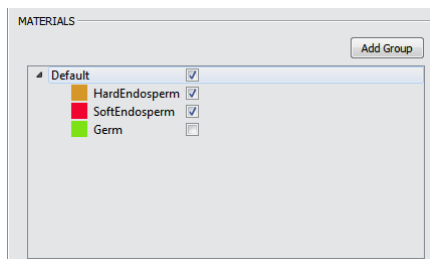 MATERIALS
Add Group
Default
HardEndosperm
SoftEndosperm
Germ